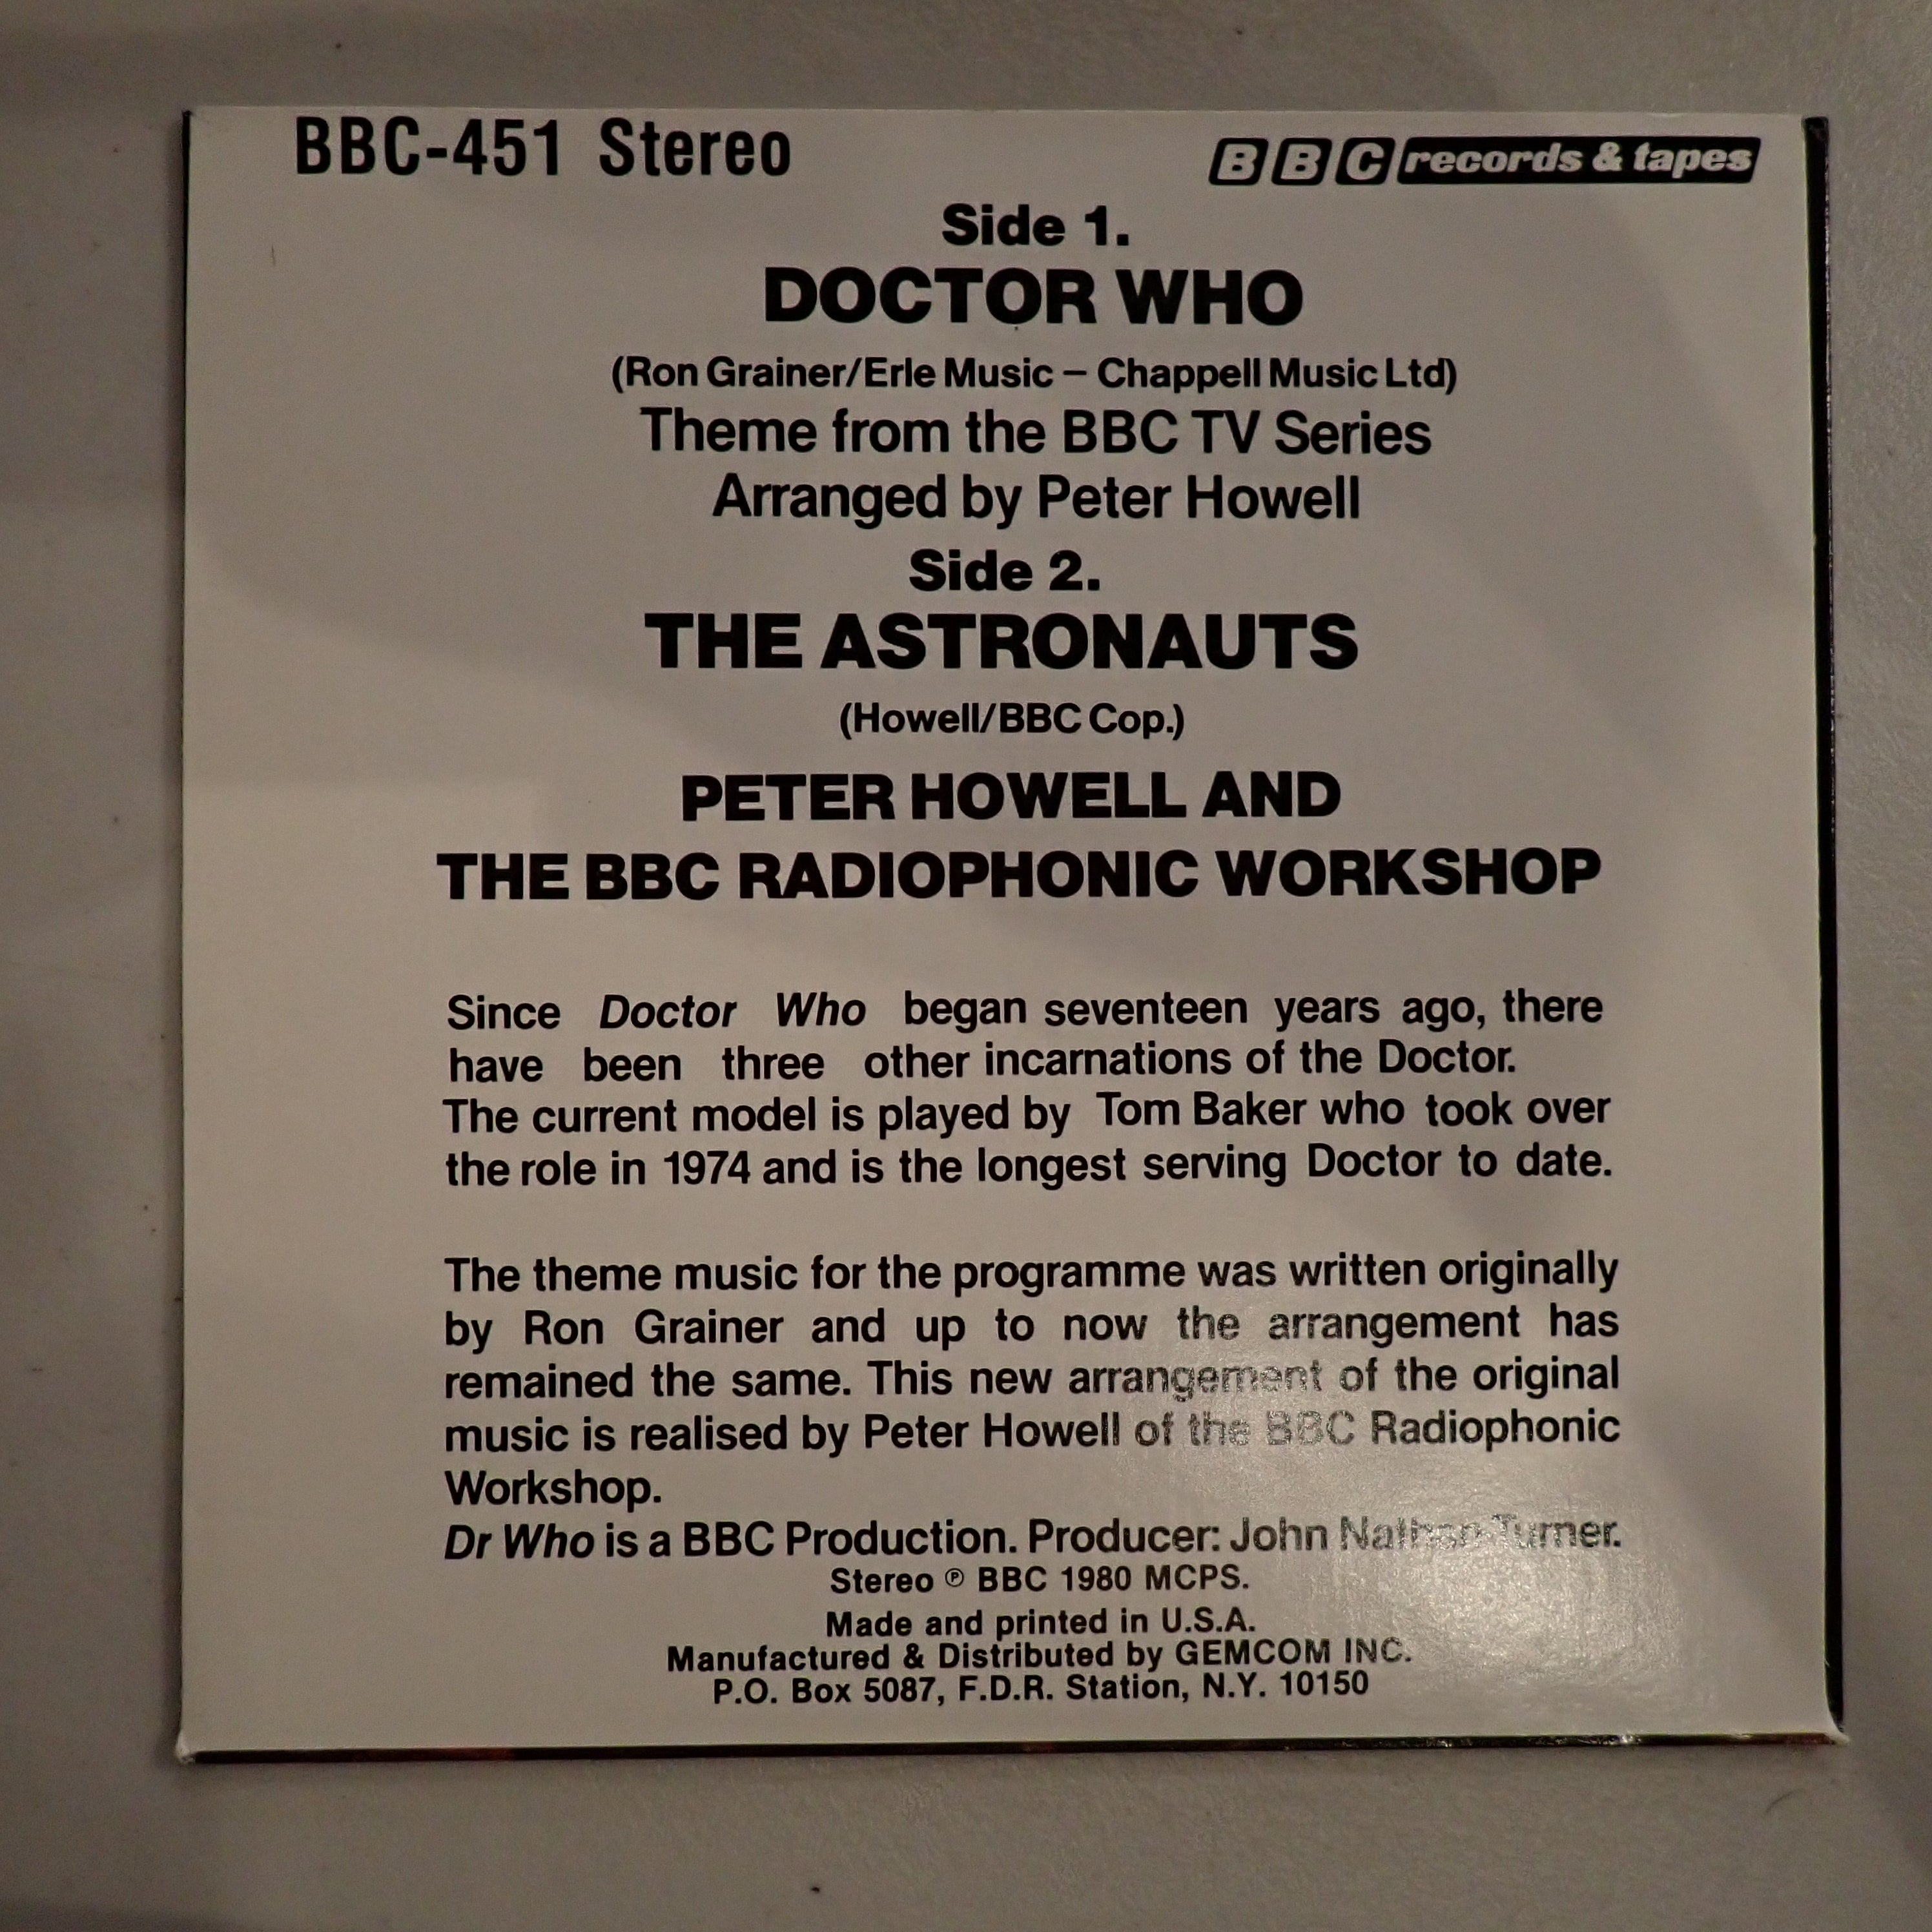 BBC-451 Stereo
BBC records & tapes
Side 1.
DOCTOR WHO
(Ron Grainer/Erle Music – Chappell Music Ltd)
Theme from the BBC TV Series
Arranged by Peter Howell
Side 2.
THE ASTRONAUTS
(Howell/BBC Cop.)
PETER HOWELL AND
THE BBC RADIOPHONIC WORKSHOP
Since Doctor Who began seventeen years ago, there
have been three other incarnations of the Doctor.
The current model is played by Tom Baker who took over
the role in 1974 and is the longest serving Doctor to date.
The theme music for the programme was written originally
by Ron Grainer and up to now the arrangement has
remained the same. This new arrangement of the original
music is realised by Peter Howell of the BBC Radiophonic
Workshop.
Dr Who is a BBC Production. Producer: John Nathan-Turner.
Stereo ℗ BBC 1980 MCPS.
Made and printed in U.S.A.
Manufactured & Distributed by GEMCOM INC.
P.O. Box 5087, F.D.R. Station, N.Y. 10150